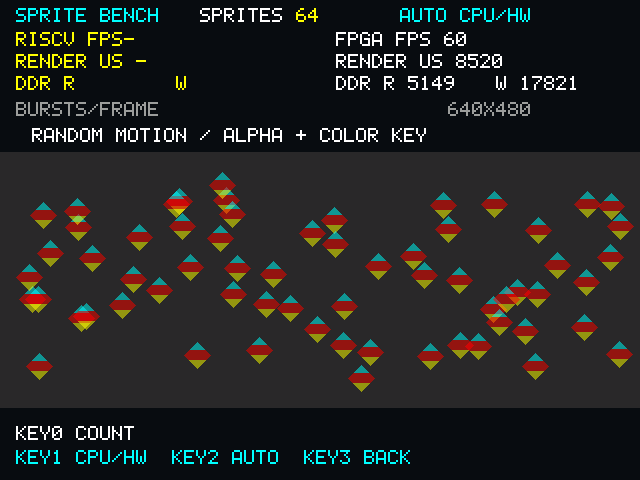 SPRITE BENCH SPRITES 64 AUTO CPU/HW
RISCV FPS- FPGA FPS 60
RENDER US - RENDER US 8520
DDR R W DDR R 5149 W 17821
BURSTS/FRAME 640X480
RANDOM MOTION / ALPHA + COLOR KEY
KEY0 COUNT
KEY1 CPU/HW KEY2 AUTO KEY3 BACK